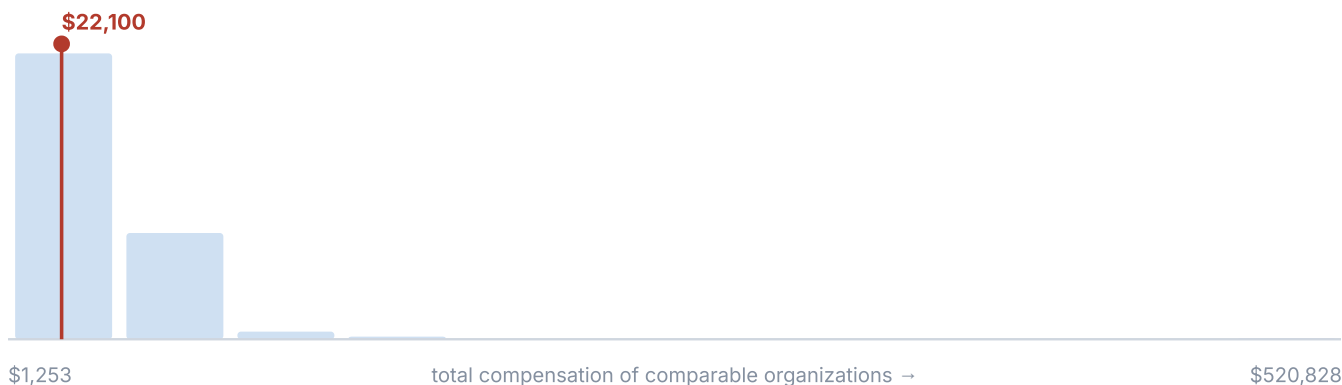 $22,100
$1,253 total compensation of comparable organizations → $520,828